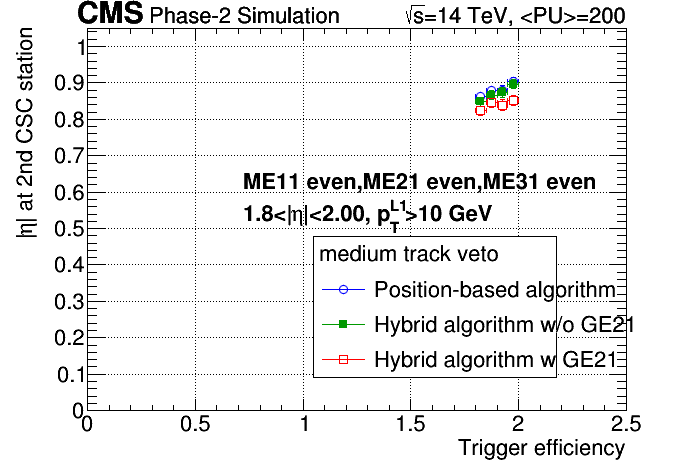 CMS Phase-2 Simulation √s=14 TeV, <PU>=200
|η| at 2nd CSC station
1
0.9
0.8
0.7
0.6
0.5
0.4
0.3
0.2
0.1
0
ME11 even,ME21 even,ME31 even
1.8<|η|<2.00, p_T^L1>10 GeV
medium track veto
Position-based algorithm
Hybrid algorithm w/o GE21
Hybrid algorithm w GE21
0 0.5 1 1.5 2 2.5
Trigger efficiency